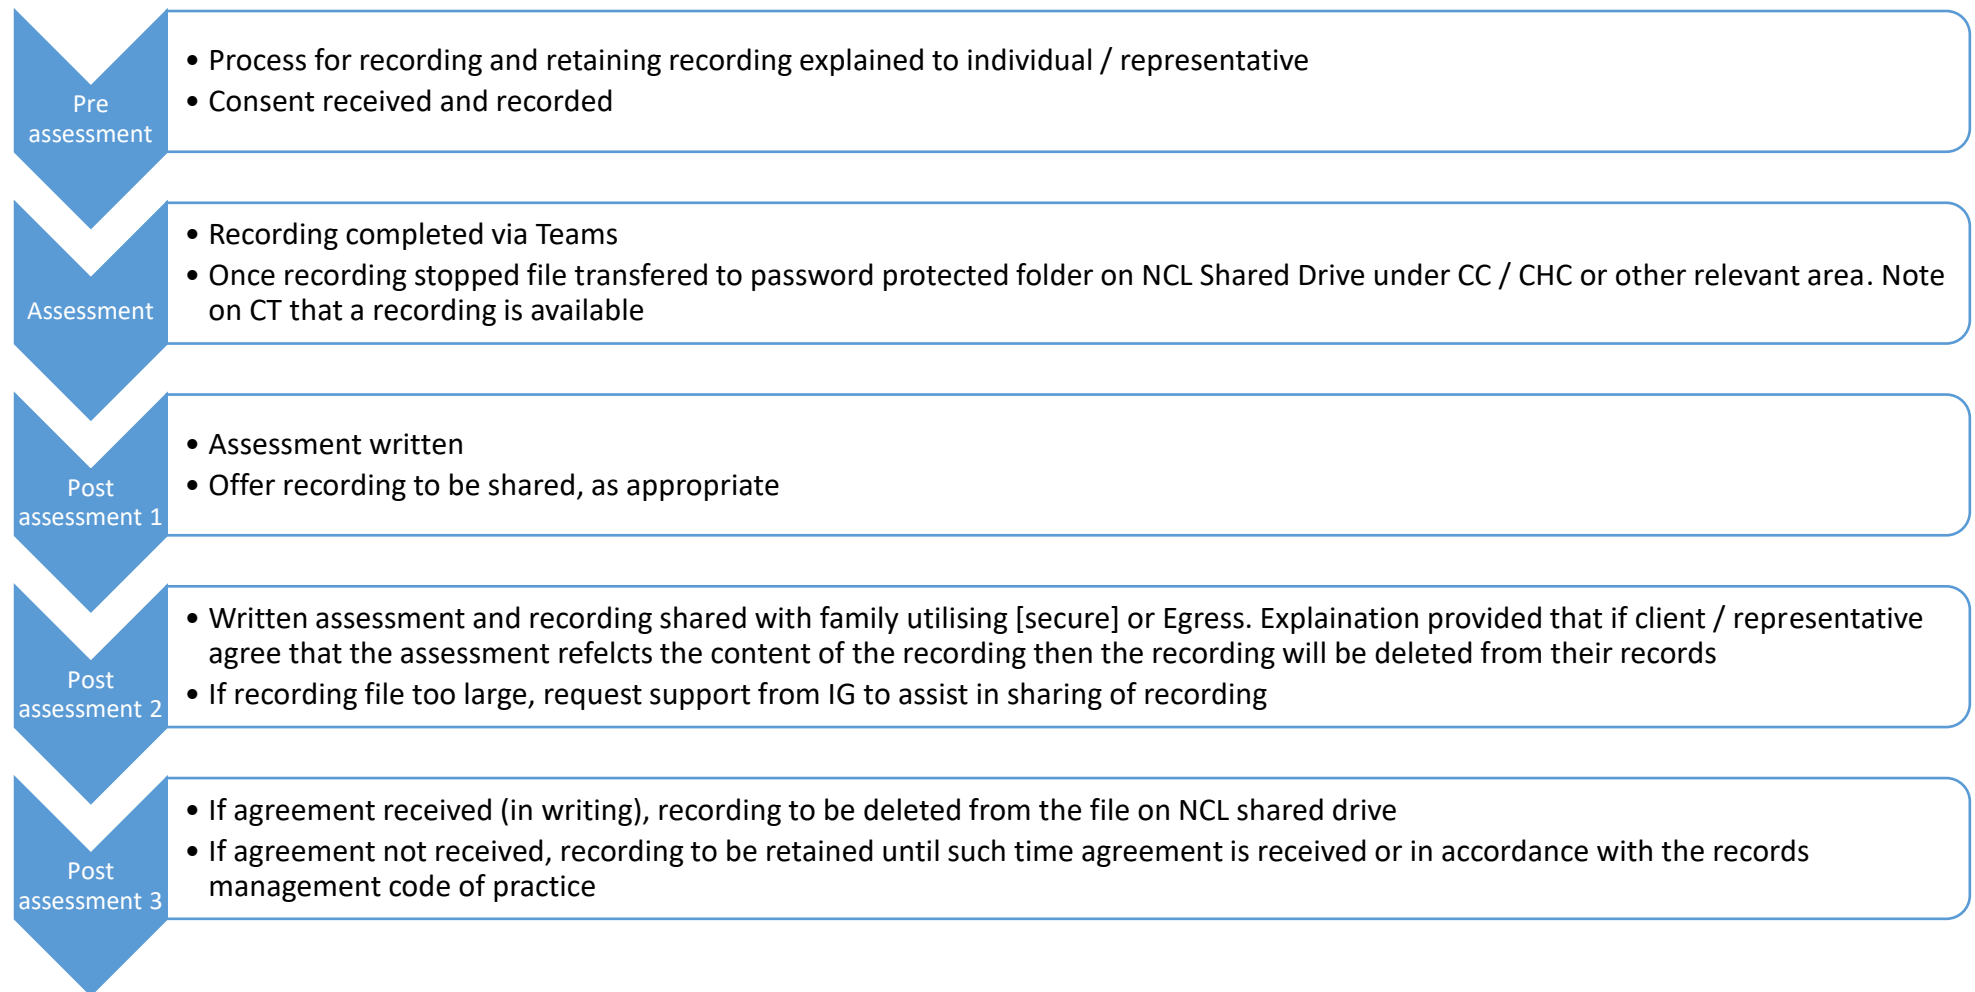 Pre
assessment
• Process for recording and retaining recording explained to individual / representative
• Consent received and recorded
Assessment
• Recording completed via Teams
• Once recording stopped file transfered to password protected folder on NCL Shared Drive under CC / CHC or other relevant area. Note
on CT that a recording is available
Post
assessment 1
• Assessment written
• Offer recording to be shared, as appropriate
Post
assessment 2
• Written assessment and recording shared with family utilising [secure] or Egress. Explaination provided that if client / representative
agree that the assessment refelcts the content of the recording then the recording will be deleted from their records
• If recording file too large, request support from IG to assist in sharing of recording
Post
assessment 3
• If agreement received (in writing), recording to be deleted from the file on NCL shared drive
• If agreement not received, recording to be retained until such time agreement is received or in accordance with the records
management code of practice